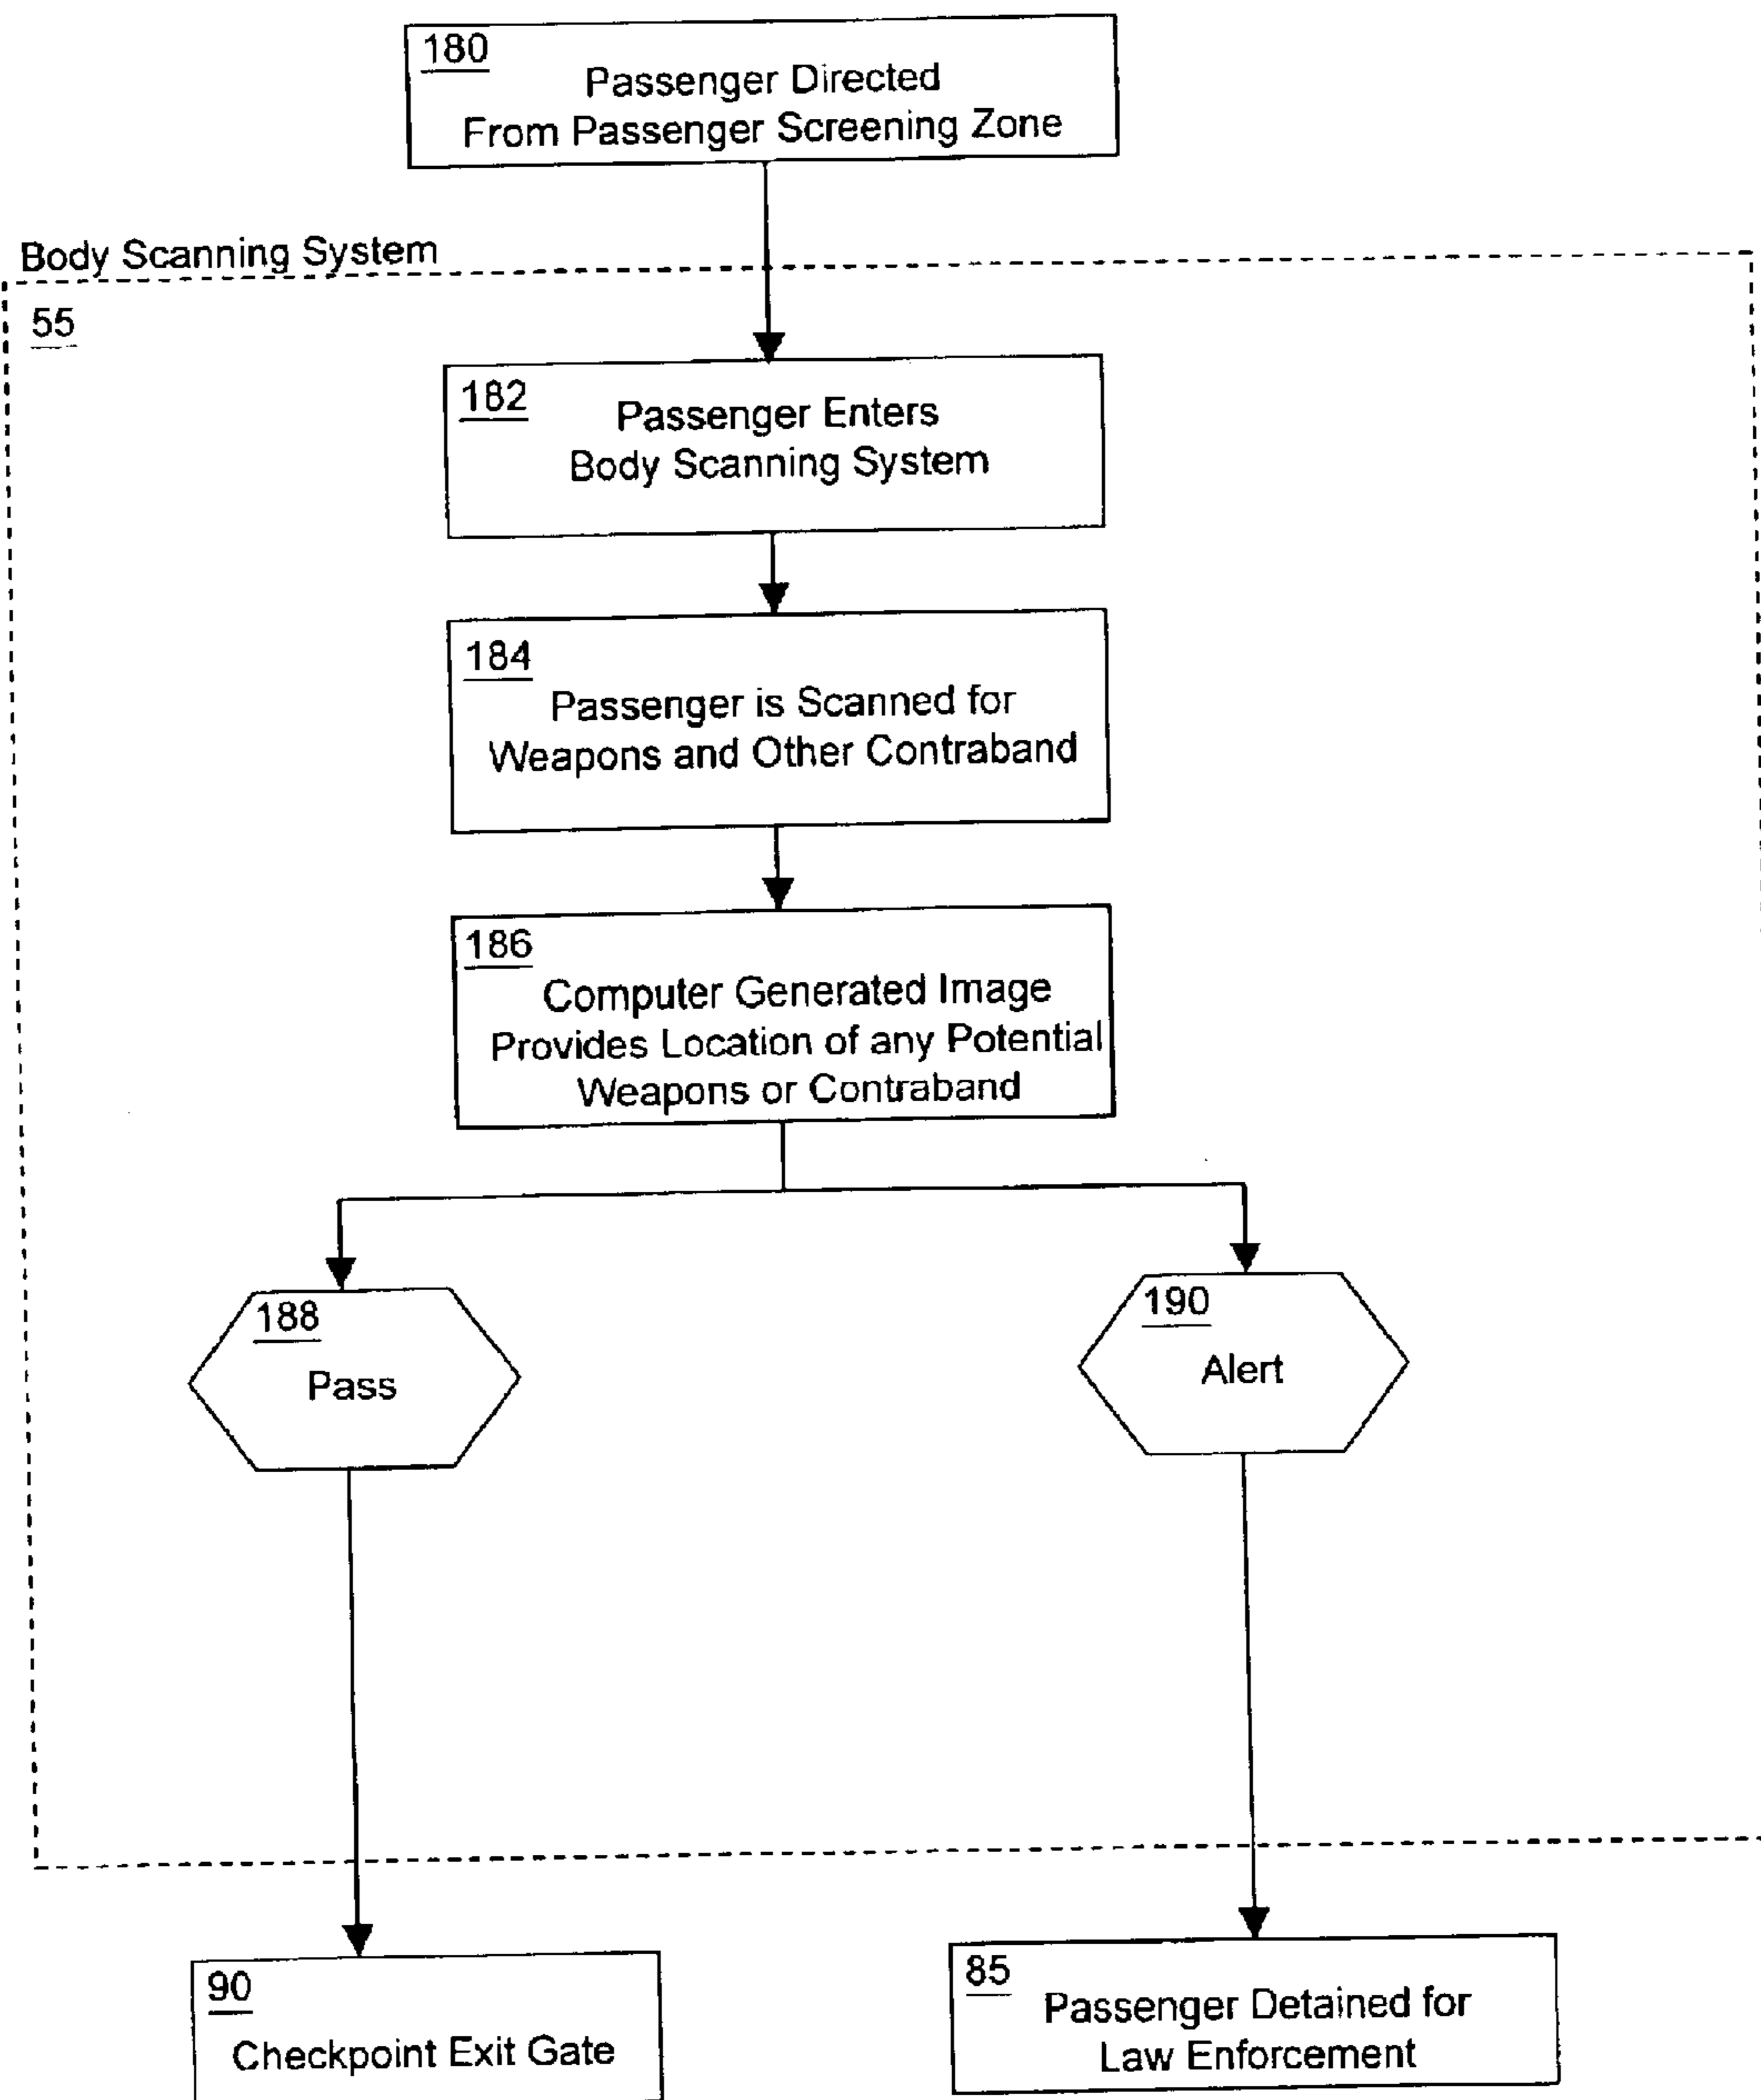 180
Passenger Directed
From Passenger Screening Zone
Body Scanning System
55
182
Passenger Enters
Body Scanning System
184
Passenger is Scanned for
Weapons and Other Contraband
186
Computer Generated Image
Provides Location of any Potential
Weapons or Contraband
188
Pass
190
Alert
90
Checkpoint Exit Gate
85
Passenger Detained for
Law Enforcement